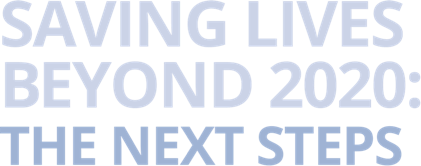 SAVING LIVES
BEYOND 2020:
THE NEXT STEPS